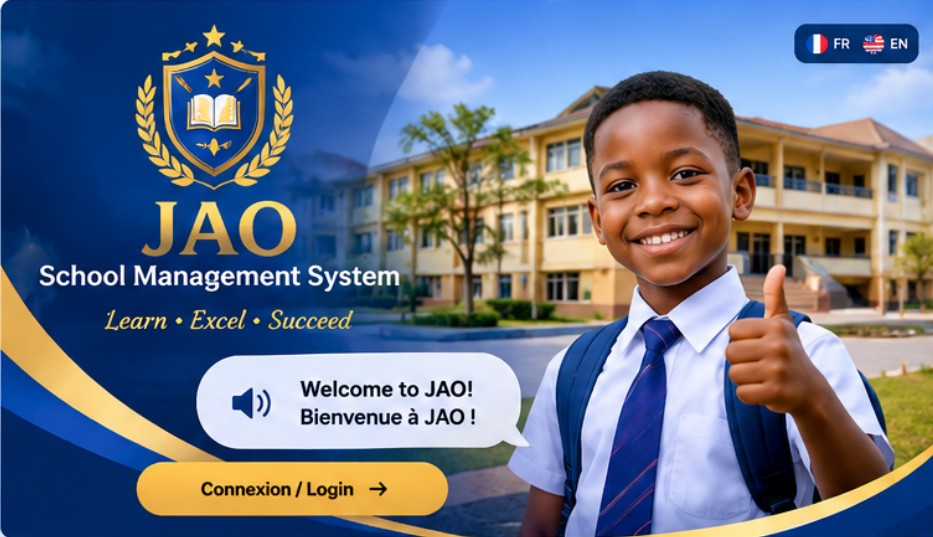 FR EN
JAO
School Management System
Learn • Excel • Succeed
Welcome to JAO!
Bienvenue à JAO !
Connexion / Login →